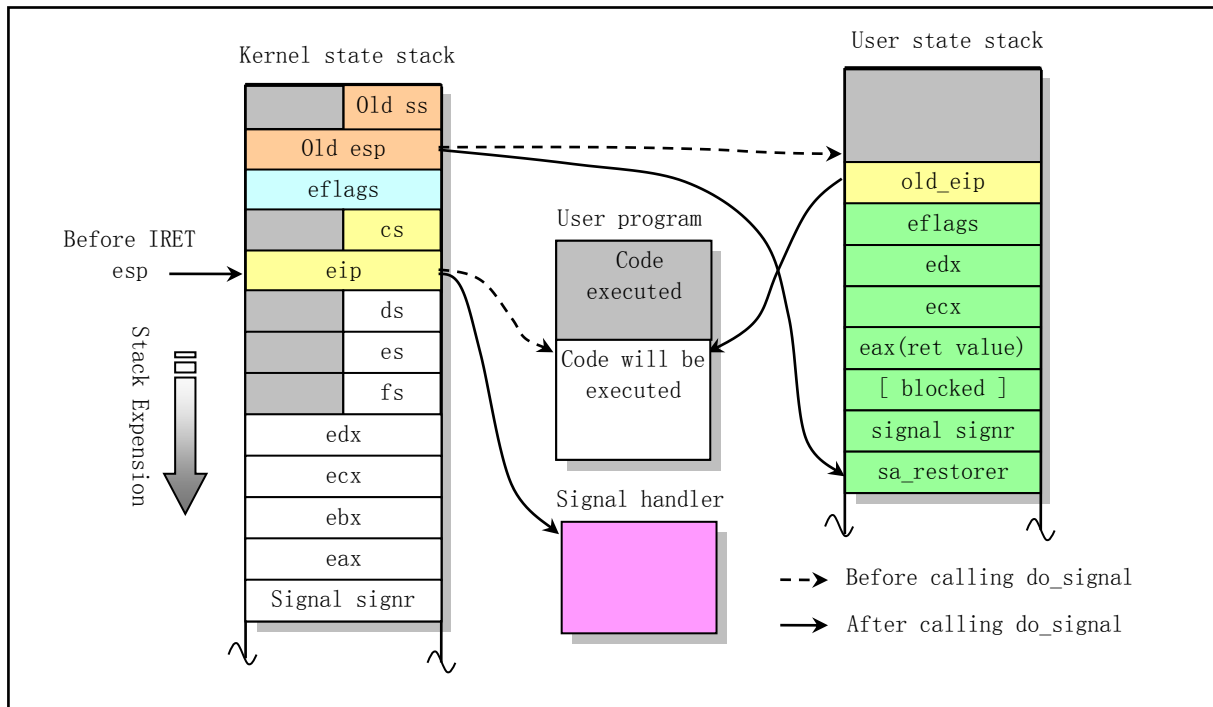 Kernel state stack
Old ss
Old esp
eflags
cs
eip
ds
es
fs
edx
ecx
ebx
eax
Signal signr
Before IRET
esp
Stack Expension
User program
Code
executed
Code will be
executed
Signal handler
User state stack
old_eip
eflags
edx
ecx
eax(ret value)
[ blocked ]
signal signr
sa_restorer
Before calling do_signal
After calling do_signal